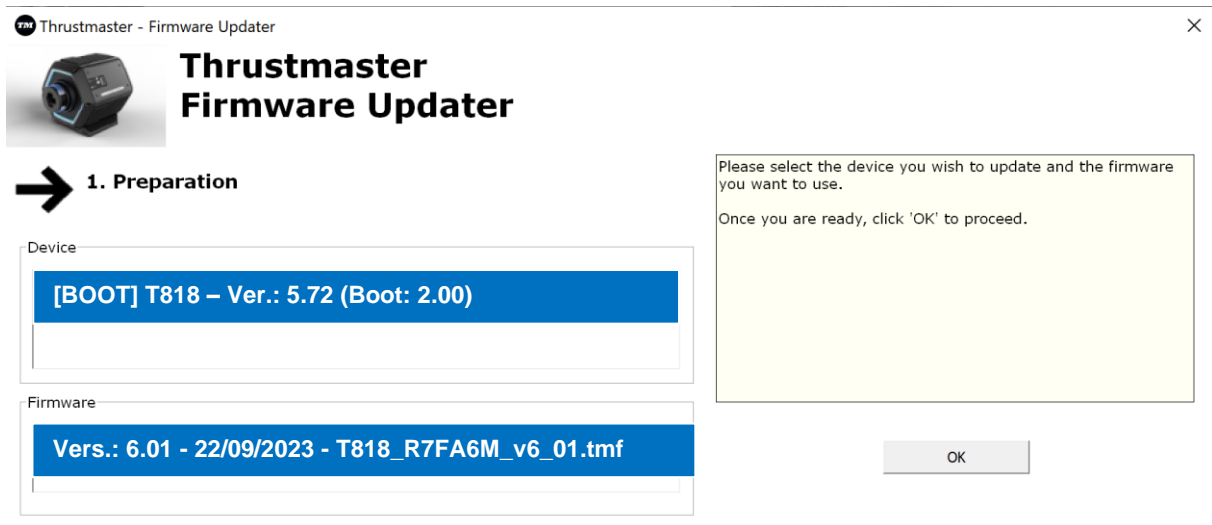 Thrustmaster - Firmware Updater
Thrustmaster
Firmware Updater
1. Preparation
Please select the device you wish to update and the firmware
you want to use.
Once you are ready, click 'OK' to proceed.
Device
[BOOT] T818 – Ver.: 5.72 (Boot: 2.00)
Firmware
Vers.: 6.01 - 22/09/2023 - T818_R7FA6M_v6_01.tmf
OK